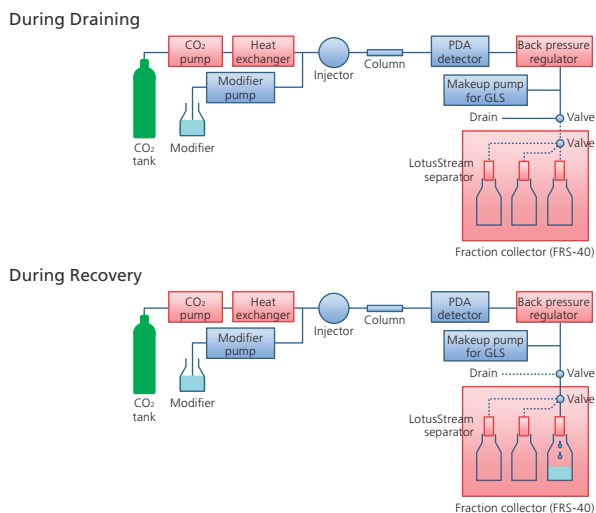 During Draining
CO₂
pump
Heat
exchanger
Modifier
pump
Injector
Column
PDA
detector
Back pressure
regulator
Makeup pump
for GLS
Drain
Valve
Valve
CO₂
tank
Modifier
LotusStream
separator
Fraction collector (FRS-40)
During Recovery
CO₂
pump
Heat
exchanger
Modifier
pump
Injector
Column
PDA
detector
Back pressure
regulator
Makeup pump
for GLS
Drain
Valve
Valve
CO₂
tank
Modifier
LotusStream
separator
Fraction collector (FRS-40)